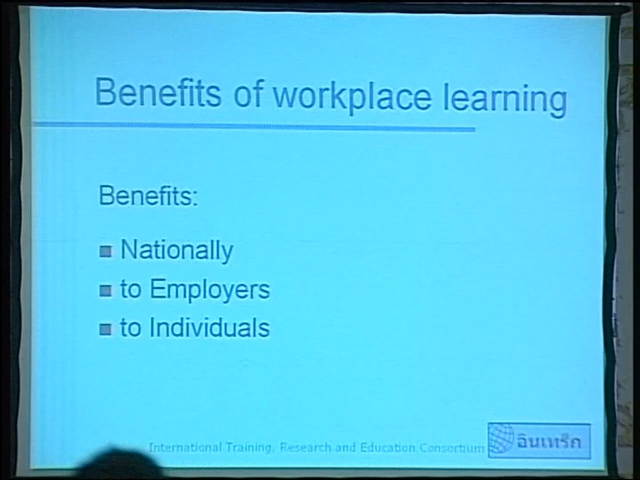 Benefits of workplace learning
Benefits:
Nationally
to Employers
to Individuals
International Training, Research and Education Consortium
อินเทร็ค